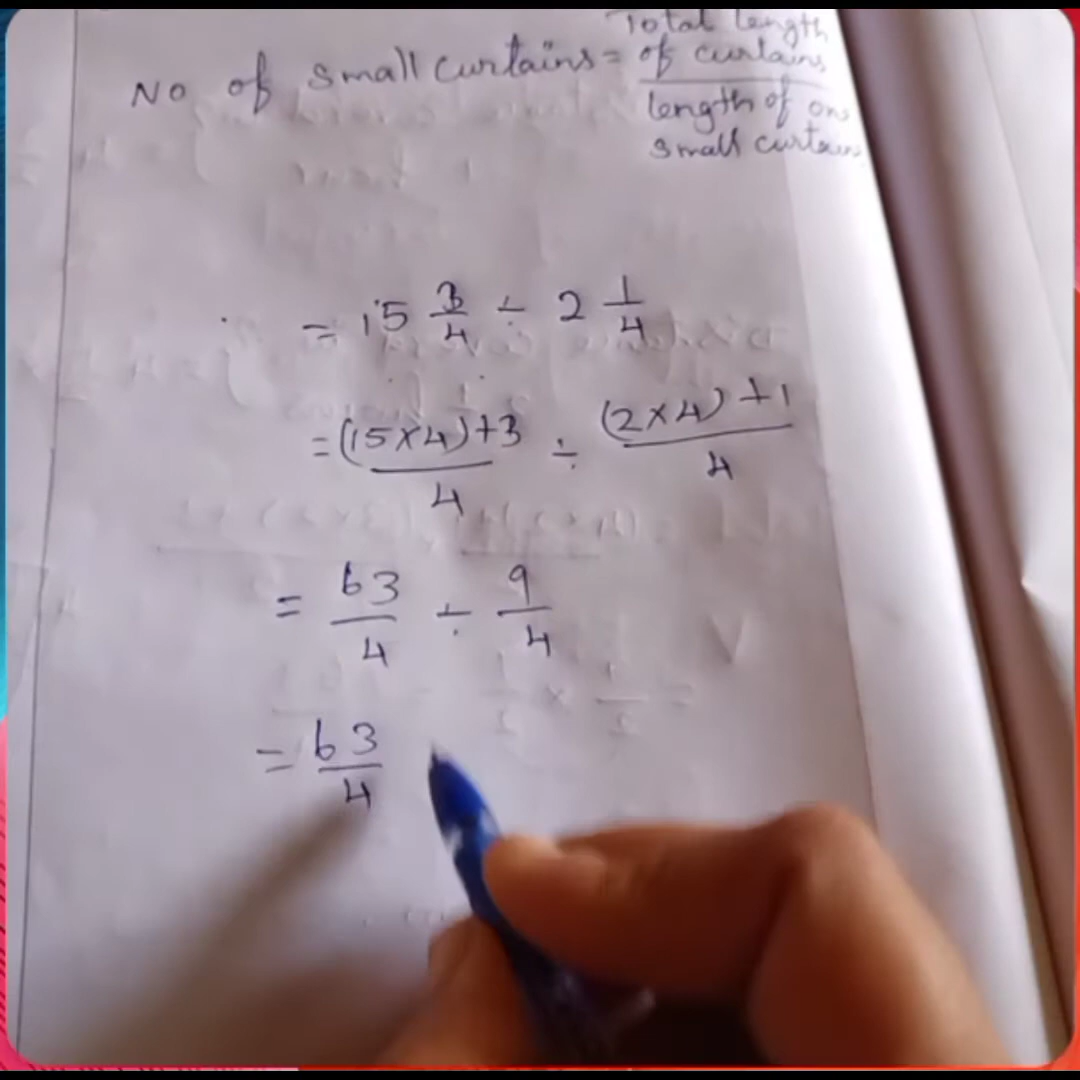 Total length
No of small curtains = of curtains
length of one
small curtain
= 15 3/4 ÷ 2 1/4
= (15×4)+3/4 ÷ (2×4)+1/4
= 63/4 ÷ 9/4
= 63/4